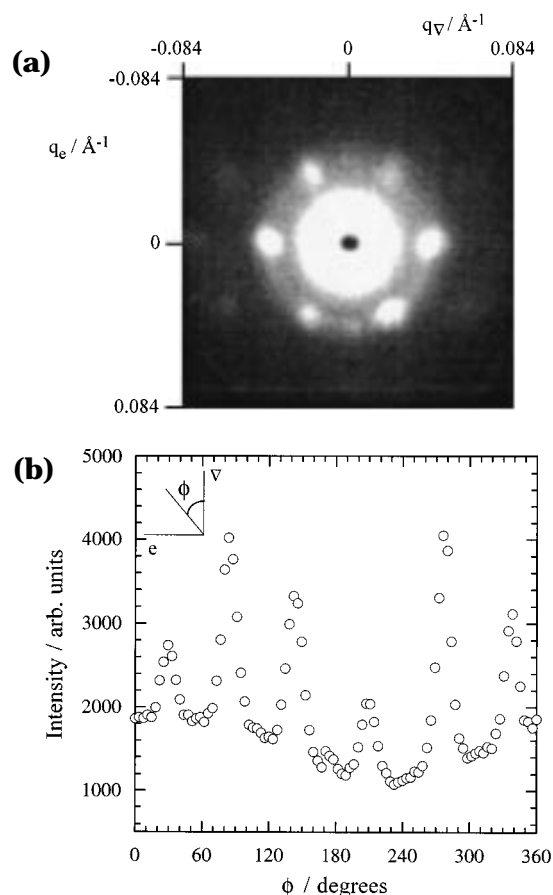 q∇ / Å⁻¹
-0.084 0 0.084
(a)
-0.084
qₑ / Å⁻¹
0
0.084
(b)
5000
4000
3000
2000
1000
Intensity / arb. units
ϕ
∇
e
0 60 120 180 240 300 360
ϕ / degrees